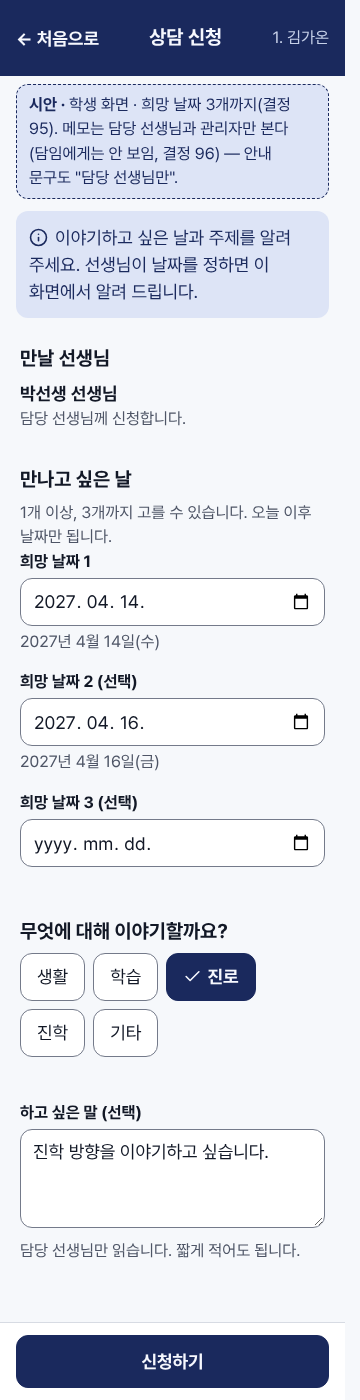 ← 처음으로
상담 신청
1. 김가온
시안 · 학생 화면 · 희망 날짜 3개까지(결정
95). 메모는 담당 선생님과 관리자만 본다
(담임에게는 안 보임, 결정 96) — 안내
문구도 "담당 선생님만".
이야기하고 싶은 날과 주제를 알려
주세요. 선생님이 날짜를 정하면 이
화면에서 알려 드립니다.
만날 선생님
박선생 선생님
담당 선생님께 신청합니다.
만나고 싶은 날
1개 이상, 3개까지 고를 수 있습니다. 오늘 이후
날짜만 됩니다.
희망 날짜 1
2027. 04. 14.
2027년 4월 14일(수)
희망 날짜 2 (선택)
2027. 04. 16.
2027년 4월 16일(금)
희망 날짜 3 (선택)
yyyy. mm. dd.
무엇에 대해 이야기할까요?
생활 학습 진로
진학 기타
하고 싶은 말 (선택)
진학 방향을 이야기하고 싶습니다.
담당 선생님만 읽습니다. 짧게 적어도 됩니다.
신청하기